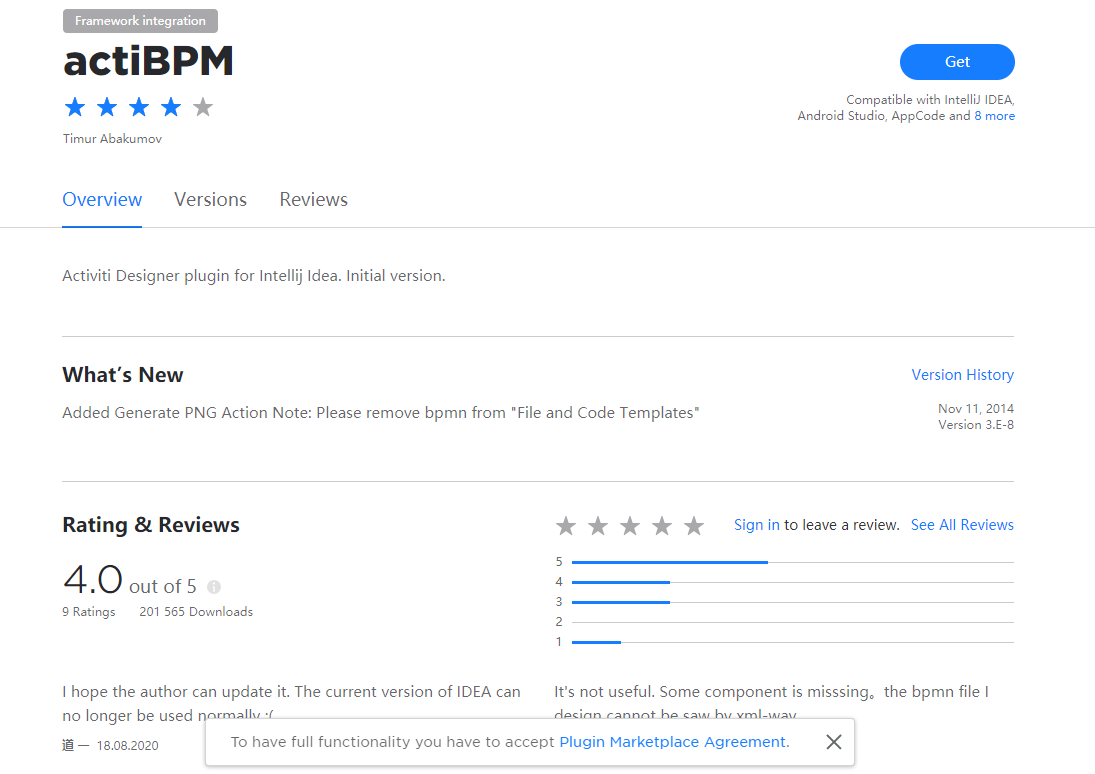 Framework integration
actiBPM
Get
Compatible with IntelliJ IDEA,
Android Studio, AppCode and 8 more
Timur Abakumov
Overview Versions Reviews
Activiti Designer plugin for Intellij Idea. Initial version.
What's New
Version History
Added Generate PNG Action Note: Please remove bpmn from "File and Code Templates"
Nov 11, 2014
Version 3.E-8
Rating & Reviews
Sign in to leave a review. See All Reviews
4.0 out of 5
9 Ratings 201 565 Downloads
5
4
3
2
1
I hope the author can update it. The current version of IDEA can
no longer be used normally :(
道一 18.08.2020
It's not useful. Some component is misssing。the bpmn file I
design cannot be saw by xml-way
To have full functionality you have to accept Plugin Marketplace Agreement.